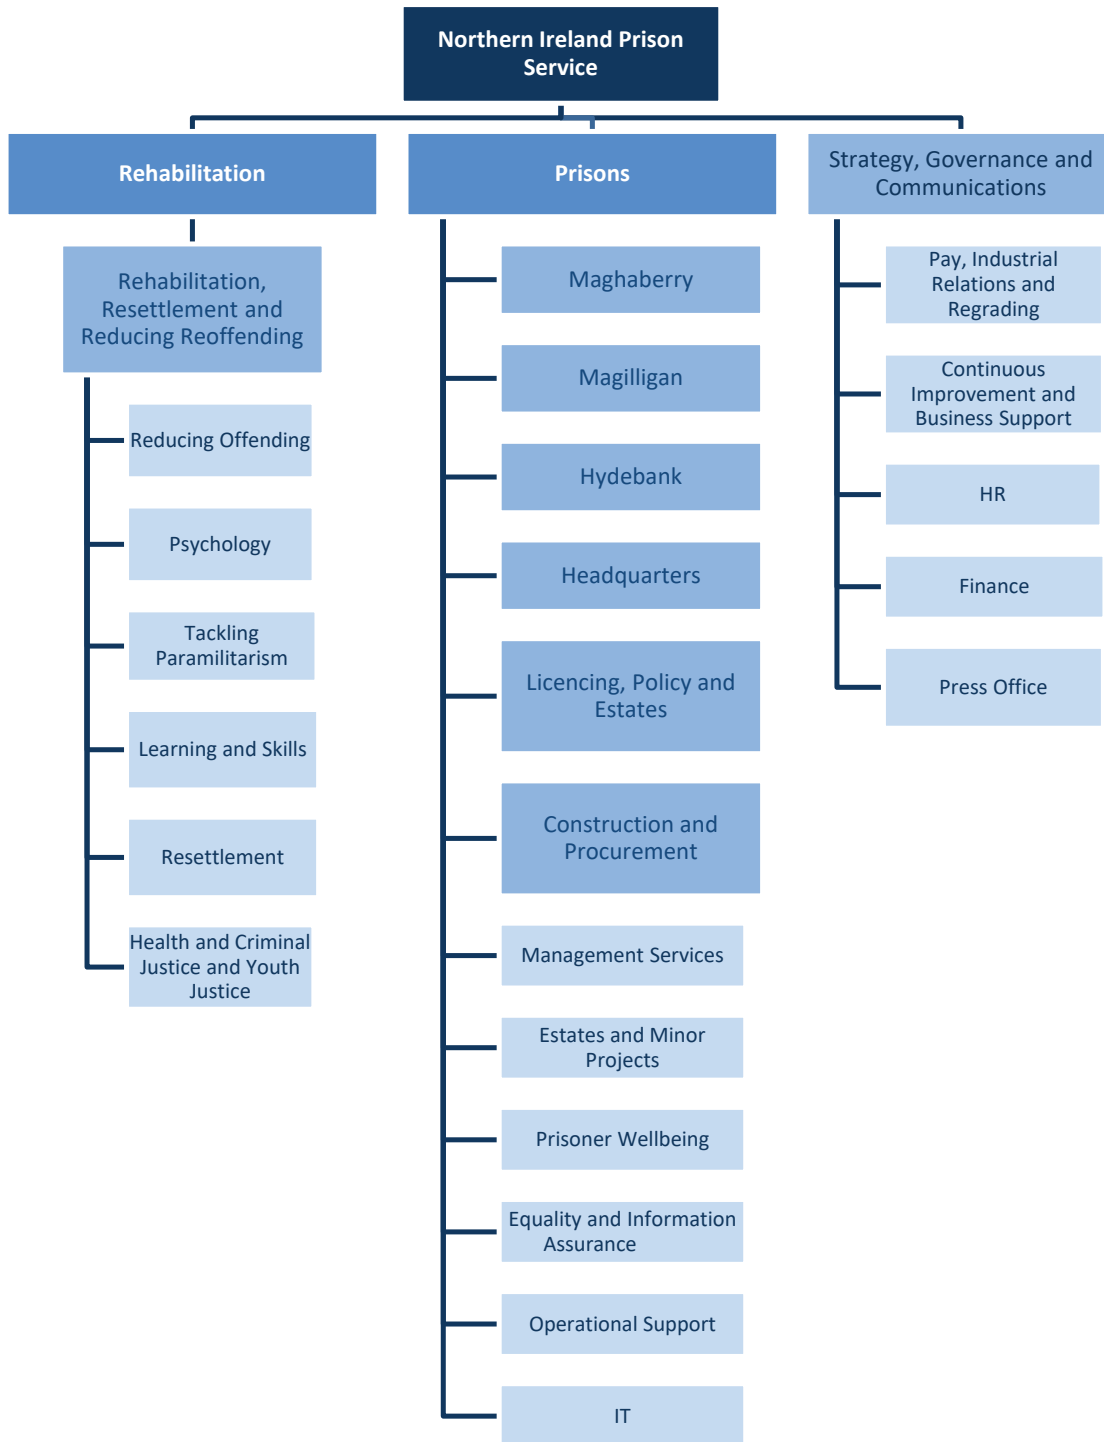 Northern Ireland Prison
Service
Rehabilitation
Rehabilitation,
Resettlement and
Reducing Reoffending
Reducing Offending
Psychology
Tackling
Paramilitarism
Learning and Skills
Resettlement
Health and Criminal
Justice and Youth
Justice
Prisons
Maghaberry
Magilligan
Hydebank
Headquarters
Licencing, Policy and
Estates
Construction and
Procurement
Management Services
Estates and Minor
Projects
Prisoner Wellbeing
Equality and Information
Assurance
Operational Support
IT
Strategy, Governance and
Communications
Pay, Industrial
Relations and
Regrading
Continuous
Improvement and
Business Support
HR
Finance
Press Office